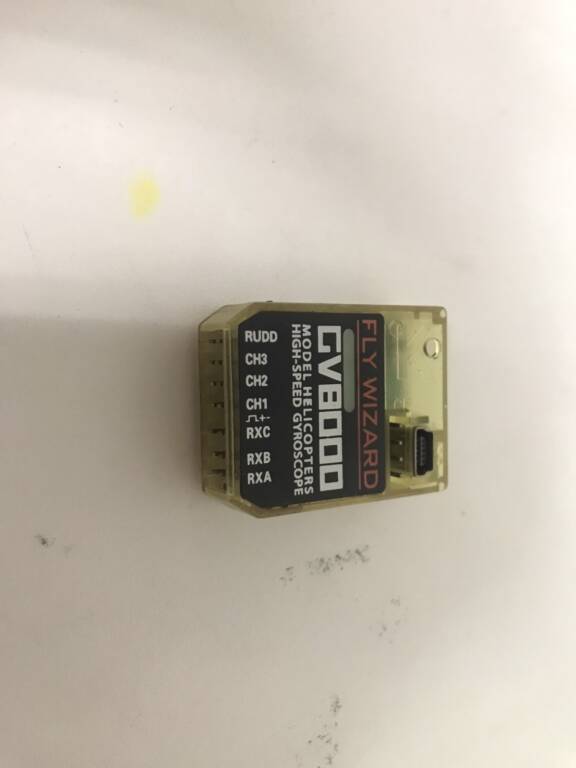 FLY WIZARD
GV8000
MODEL HELICOPTERS
HIGH-SPEED GYROSCOPE
RUDD
CH3
CH2
CH1
⎍+-
RXC
RXB
RXA